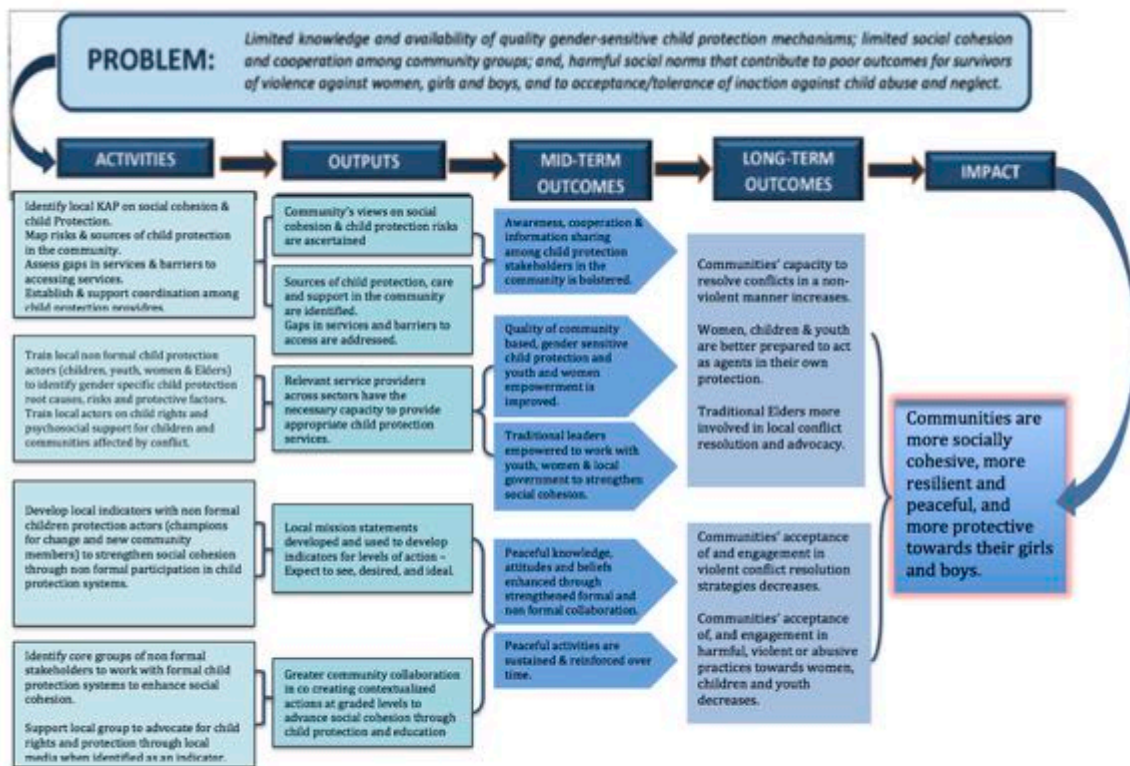 PROBLEM:
Limited knowledge and availability of quality gender-sensitive child protection mechanisms; limited social cohesion
and cooperation among community groups; and, harmful social norms that contribute to poor outcomes for survivors
of violence against women, girls and boys, and to acceptance/tolerance of inaction against child abuse and neglect.
ACTIVITIES
OUTPUTS
MID-TERM
OUTCOMES
LONG-TERM
OUTCOMES
IMPACT
Identify local KAP on social cohesion &
child Protection.
Map risks & sources of child protection
in the community.
Assess gaps in services & barriers to
accessing services.
Establish & support coordination among
child protection providres.
Train local non formal child protection
actors (children, youth, women & Elders)
to identify gender specific child protection
root causes, risks and protective factors.
Train local actors on child rights and
psychosocial support for children and
communities affected by conflict.
Develop local indicators with non formal
children protection actors (champions
for change and new community
members) to strengthen social cohesion
through non formal participation in child
protection systems.
Identify core groups of non formal
stakeholders to work with formal child
protection systems to enhance social
cohesion.
Support local group to advocate for child
rights and protection through local
media when identified as an indicator.
Community's views on social
cohesion & child protection risks
are ascertained
Sources of child protection, care
and support in the community
are identified.
Gaps in services and barriers to
access are addressed.
Relevant service providers
across sectors have the
necessary capacity to provide
appropriate child protection
services.
Local mission statements
developed and used to develop
indicators for levels of action –
Expect to see, desired, and ideal.
Greater community collaboration
in co creating contextualized
actions at graded levels to
advance social cohesion through
child protection and education
Awareness, cooperation &
information sharing
among child protection
stakeholders in the
community is bolstered.
Quality of community
based, gender sensitive
child protection and
youth and women
empowerment is
improved.
Traditional leaders
empowered to work with
youth, women & local
government to strengthen
social cohesion.
Peaceful knowledge,
attitudes and beliefs
enhanced through
strengthened formal and
non formal collaboration.
Peaceful activities are
sustained & reinforced over
time.
Communities' capacity to
resolve conflicts in a non-
violent manner increases.
Women, children & youth
are better prepared to act
as agents in their own
protection.
Traditional Elders more
involved in local conflict
resolution and advocacy.
Communities' acceptance
of and engagement in
violent conflict resolution
strategies decreases.
Communities' acceptance
of, and engagement in
harmful, violent or abusive
practices towards women,
children and youth
decreases.
Communities are
more socially
cohesive, more
resilient and
peaceful, and
more protective
towards their girls
and boys.